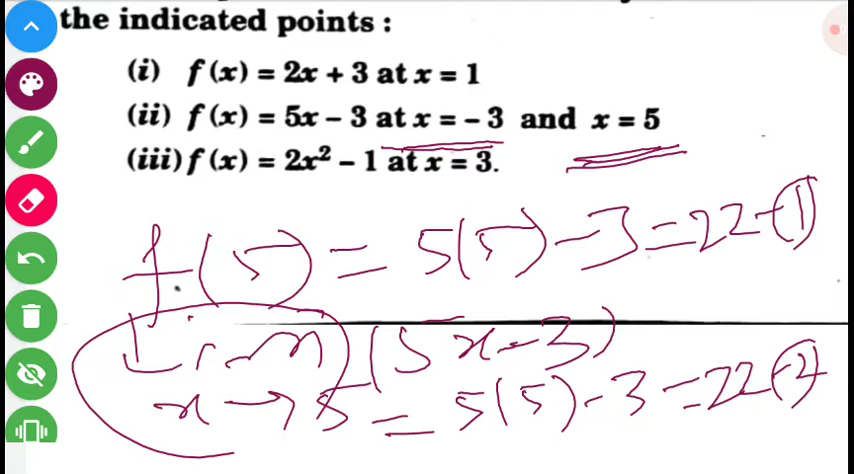 the indicated points :
(i) f (x) = 2x + 3 at x = 1
(ii) f (x) = 5x – 3 at x = – 3 and x = 5
(iii) f (x) = 2x² – 1 at x = 3.
f(5) = 5(5) – 3 = 22 – ①
Lim (5x – 3)
x → 5 = 5(5) – 3 = 22 – ②